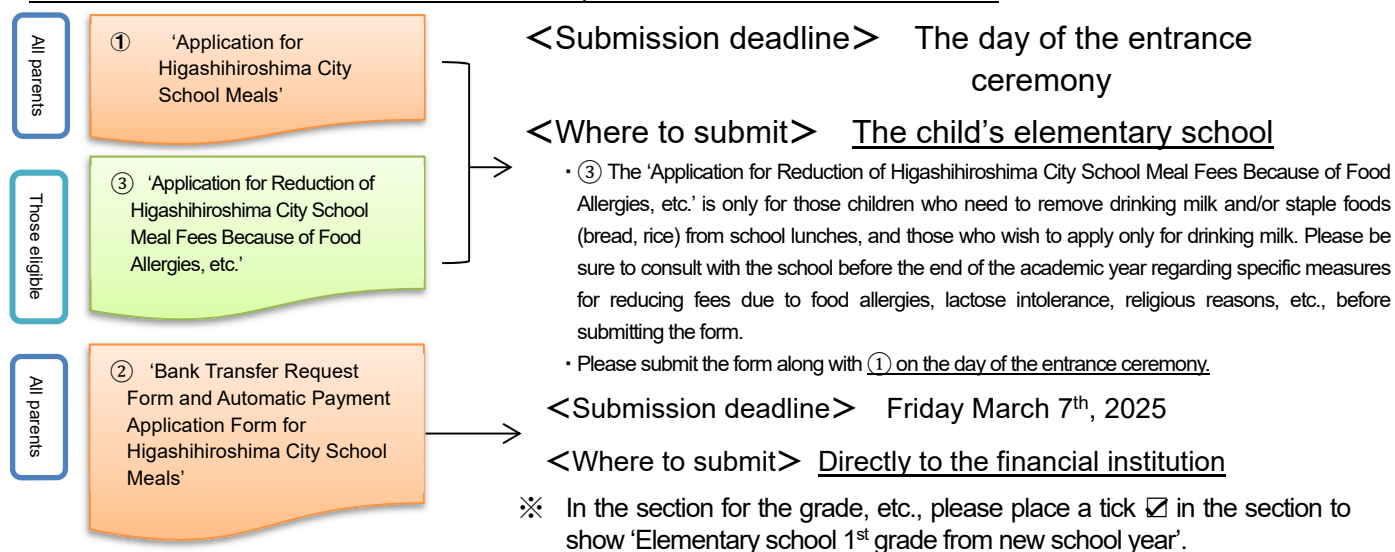 All parents
① 'Application for
Higashihiroshima City
School Meals'
Those eligible
③ 'Application for Reduction of
Higashihiroshima City School
Meal Fees Because of Food
Allergies, etc.'
<Submission deadline> The day of the entrance
ceremony
<Where to submit> The child's elementary school
・③ The 'Application for Reduction of Higashihiroshima City School Meal Fees Because of Food
Allergies, etc.' is only for those children who need to remove drinking milk and/or staple foods
(bread, rice) from school lunches, and those who wish to apply only for drinking milk. Please be
sure to consult with the school before the end of the academic year regarding specific measures
for reducing fees due to food allergies, lactose intolerance, religious reasons, etc., before
submitting the form.
・Please submit the form along with ① on the day of the entrance ceremony.
All parents
② 'Bank Transfer Request
Form and Automatic Payment
Application Form for
Higashihiroshima City School
Meals'
<Submission deadline> Friday March 7th, 2025
<Where to submit> Directly to the financial institution
※ In the section for the grade, etc., please place a tick ☑ in the section to
show 'Elementary school 1st grade from new school year'.